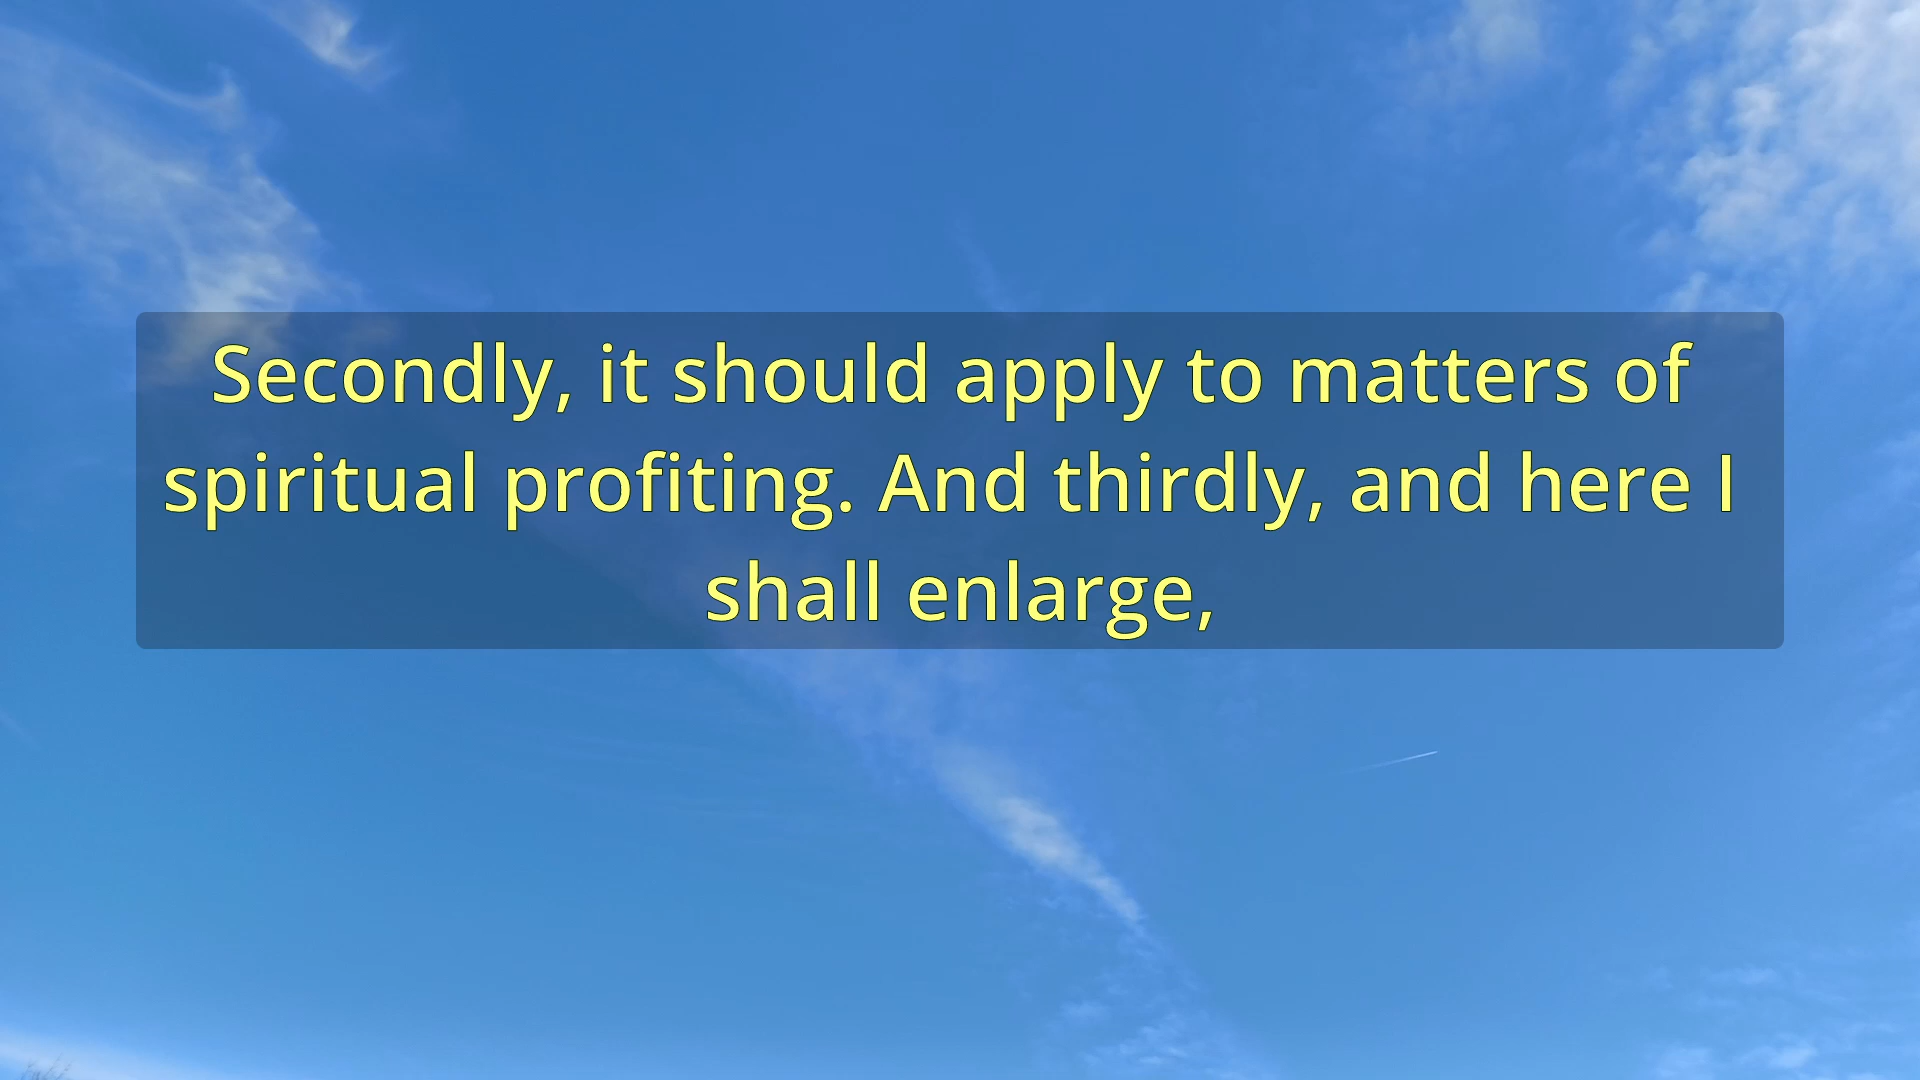 Secondly, it should apply to matters of
spiritual profiting. And thirdly, and here I
shall enlarge,